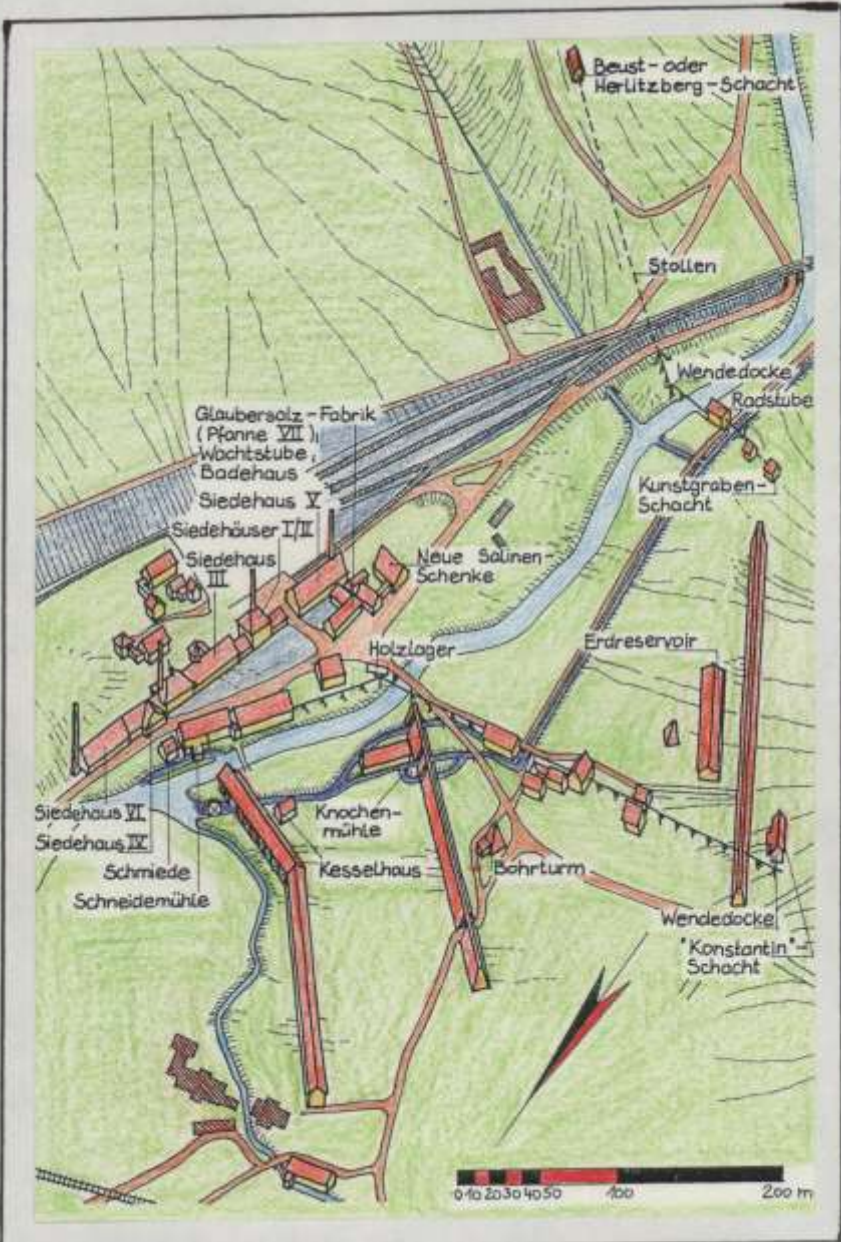 Beust- oder
Herlitzberg-Schacht
Stollen
Wendedocke
Radstube
Kunstgraben-
Schacht
Glaubersalz-Fabrik
(Pfanne VII),
Wachtstube,
Badehaus
Siedehaus V
Siedehäuser I/II
Siedehaus
III
Neue Salinen-
Schenke
Holzlager
Erdreservoir
Siedehaus VI
Siedehaus IV
Schmiede
Schneidemühle
Knochen-
mühle
Kesselhaus
Bohrturm
Wendedocke
"Konstantin"-
Schacht
0 10 20 30 40 50 100 200 m